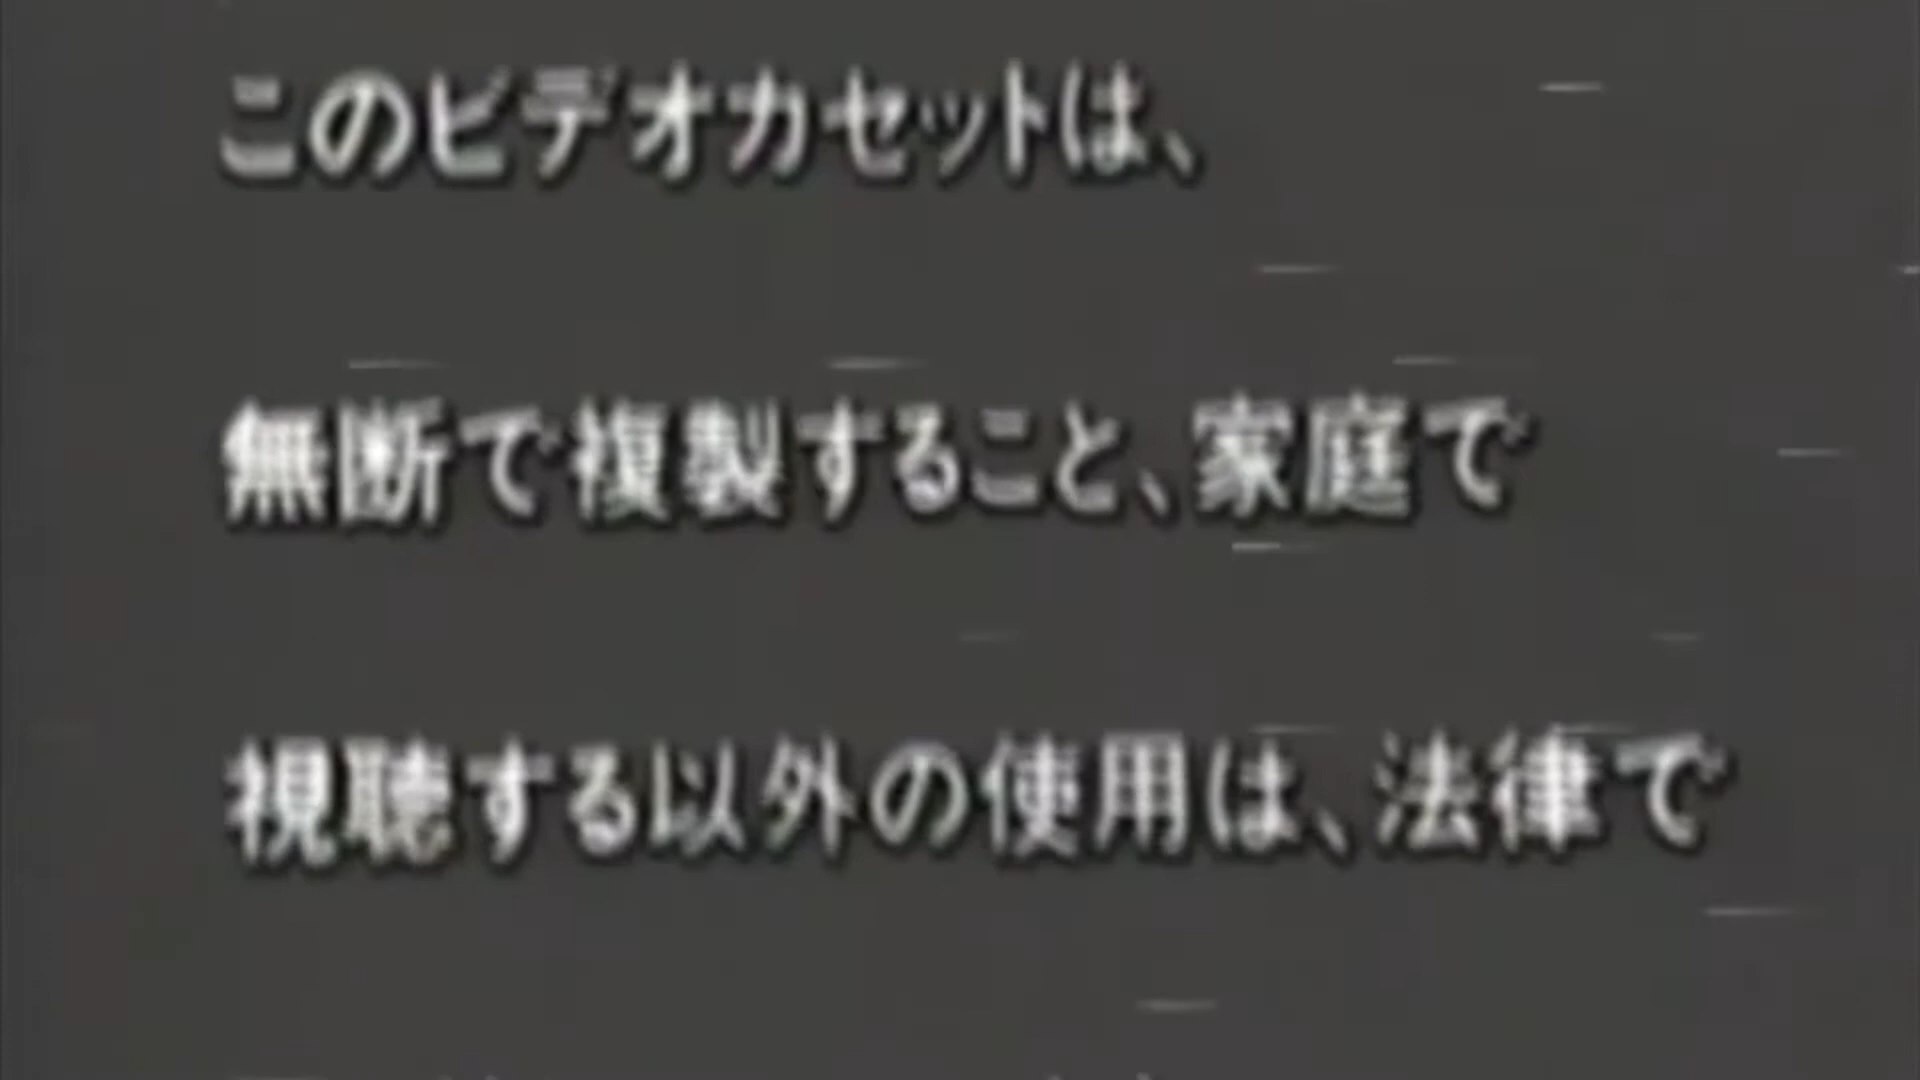 このビデオカセットは、
無断で複製すること、家庭で
視聴する以外の使用は、法律で